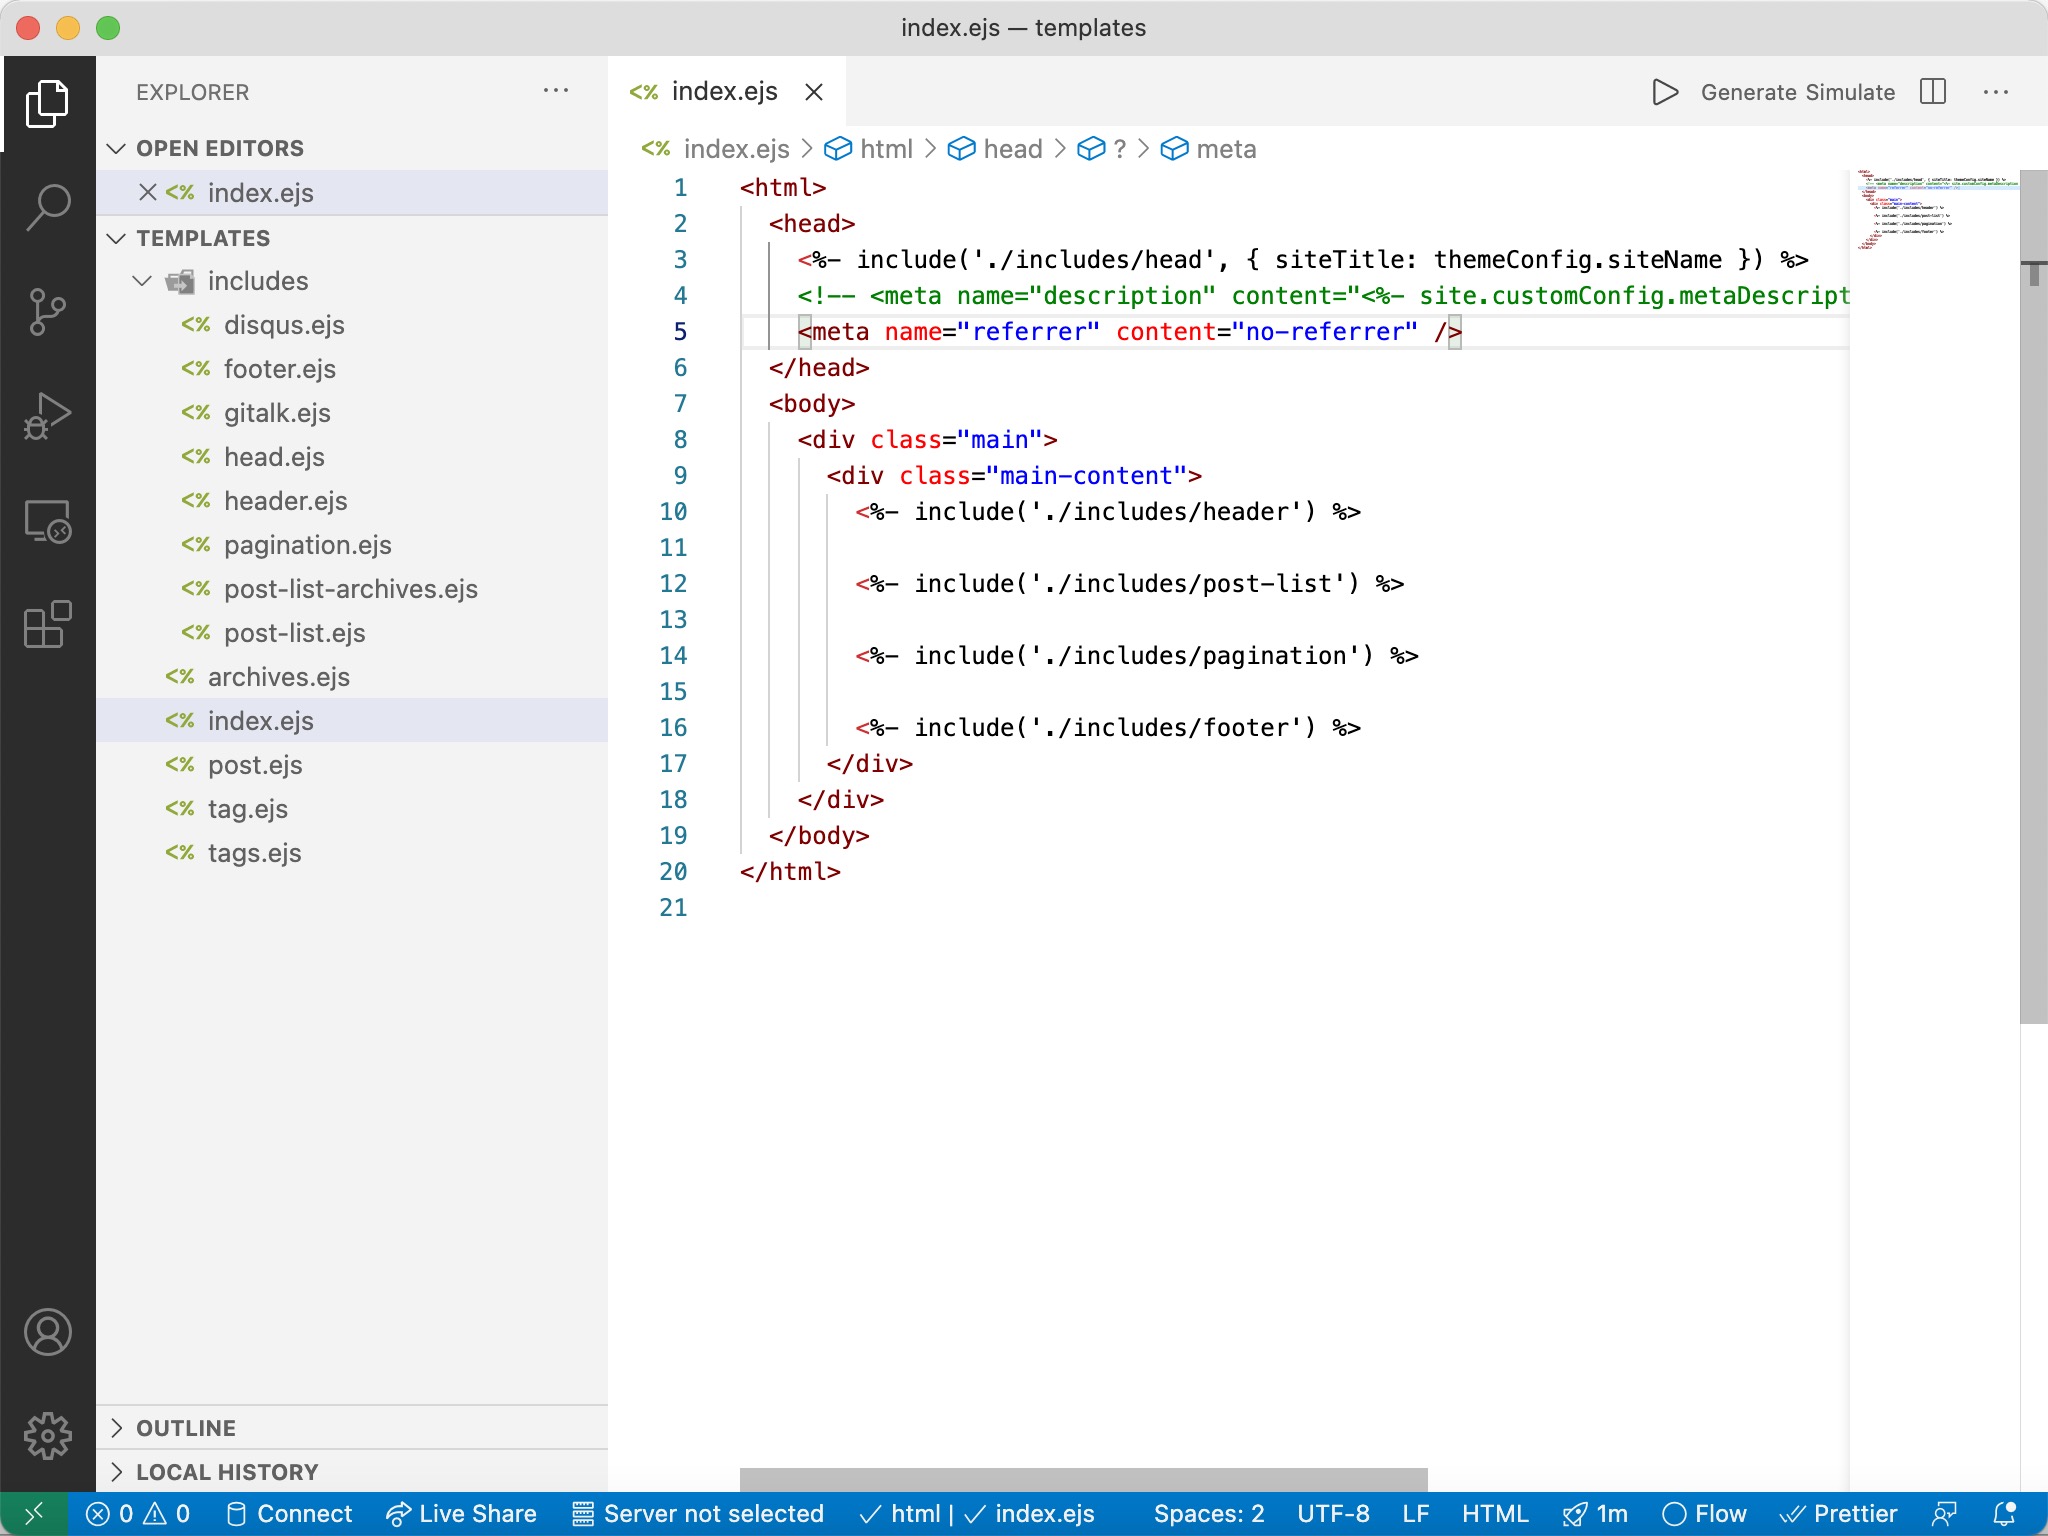 index.ejs — templates
EXPLORER
OPEN EDITORS
<% index.ejs
TEMPLATES
includes
<% disqus.ejs
<% footer.ejs
<% gitalk.ejs
<% head.ejs
<% header.ejs
<% pagination.ejs
<% post-list-archives.ejs
<% post-list.ejs
<% archives.ejs
<% index.ejs
<% post.ejs
<% tag.ejs
<% tags.ejs
OUTLINE
LOCAL HISTORY
<% index.ejs
Generate Simulate
<% index.ejs > html > head > ? > meta
1 <html>
2 <head>
3 <%- include('./includes/head', { siteTitle: themeConfig.siteName }) %>
4 <!-- <meta name="description" content="<%- site.customConfig.metaDescript
5 <meta name="referrer" content="no-referrer" />
6 </head>
7 <body>
8 <div class="main">
9 <div class="main-content">
10 <%- include('./includes/header') %>
11
12 <%- include('./includes/post-list') %>
13
14 <%- include('./includes/pagination') %>
15
16 <%- include('./includes/footer') %>
17 </div>
18 </div>
19 </body>
20 </html>
21
0 0 Connect Live Share Server not selected html | index.ejs Spaces: 2 UTF-8 LF HTML 1m Flow Prettier